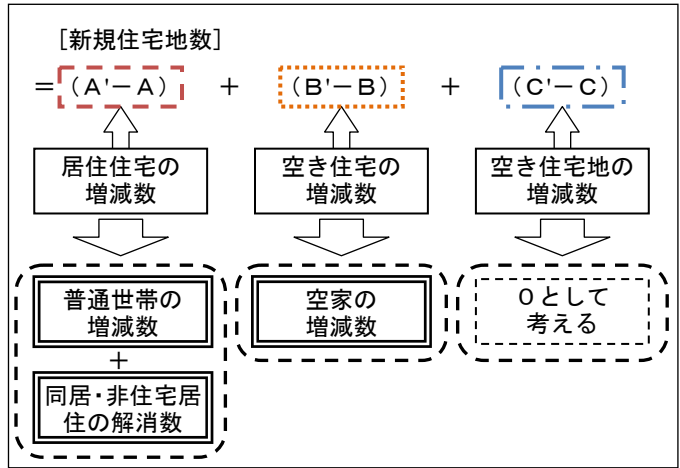 [新規住宅地数]
=(A'-A) + (B'-B) + (C'-C)
居住住宅の
増減数
空き住宅の
増減数
空き住宅地の
増減数
普通世帯の
増減数
+
同居・非住宅居
住の解消数
空家の
増減数
0として
考える